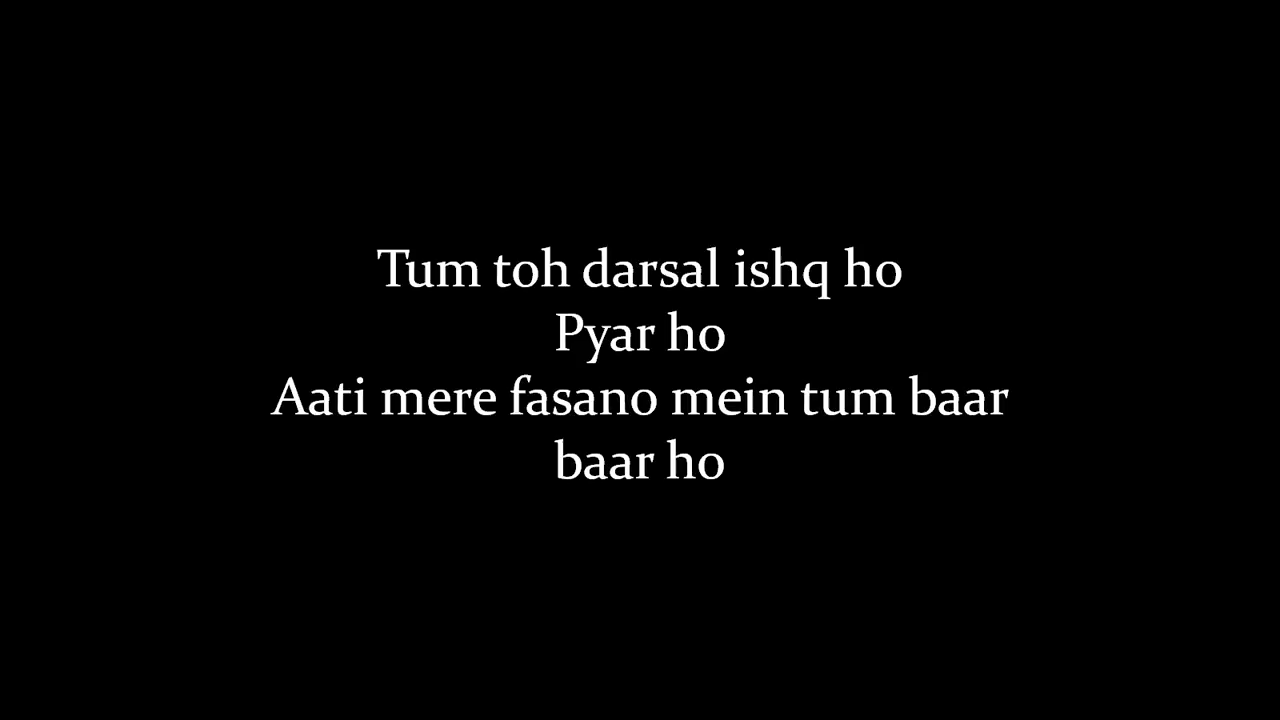 Tum toh darsal ishq ho
Pyar ho
Aati mere fasano mein tum baar
baar ho